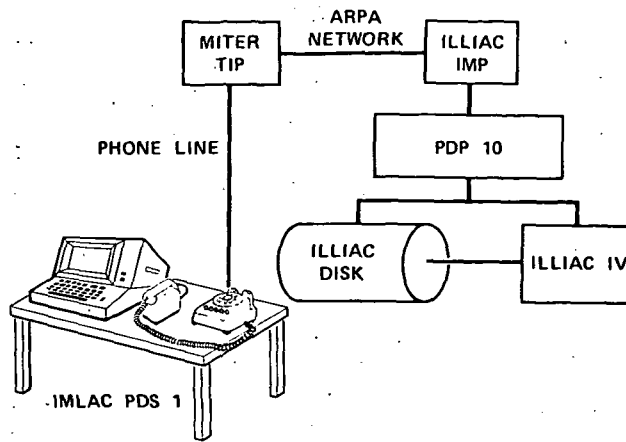 ARPA
NETWORK
MITER
TIP
ILLIAC
IMP
PHONE LINE
PDP 10
ILLIAC
DISK
ILLIAC IV
IMLAC PDS 1